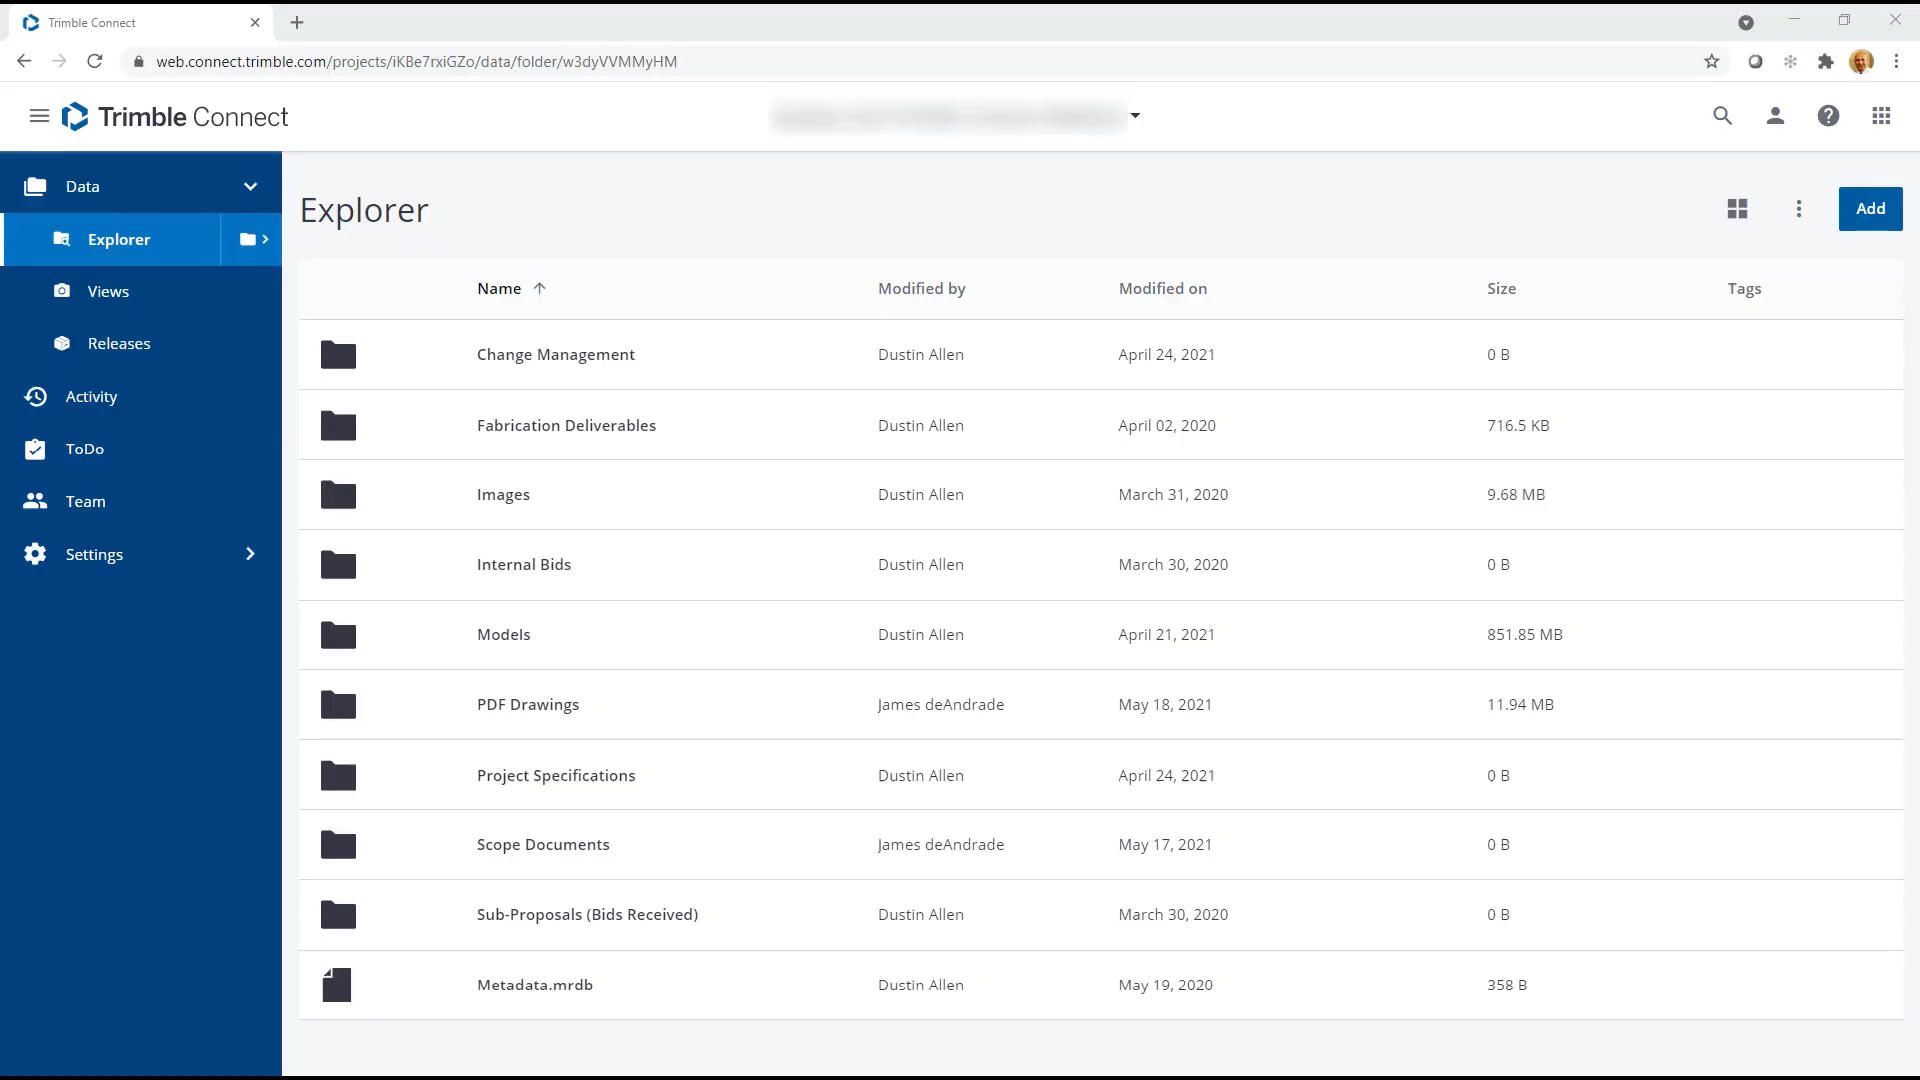 Trimble Connect
web.connect.trimble.com/projects/iKBe7rxiGZo/data/folder/w3dyVVMMyHM
Trimble Connect
Data
Explorer
Views
Releases
Activity
ToDo
Team
Settings
Explorer
Add
Name Modified by Modified on Size Tags
Change Management Dustin Allen April 24, 2021 0 B
Fabrication Deliverables Dustin Allen April 02, 2020 716.5 KB
Images Dustin Allen March 31, 2020 9.68 MB
Internal Bids Dustin Allen March 30, 2020 0 B
Models Dustin Allen April 21, 2021 851.85 MB
PDF Drawings James deAndrade May 18, 2021 11.94 MB
Project Specifications Dustin Allen April 24, 2021 0 B
Scope Documents James deAndrade May 17, 2021 0 B
Sub-Proposals (Bids Received) Dustin Allen March 30, 2020 0 B
Metadata.mrdb Dustin Allen May 19, 2020 358 B